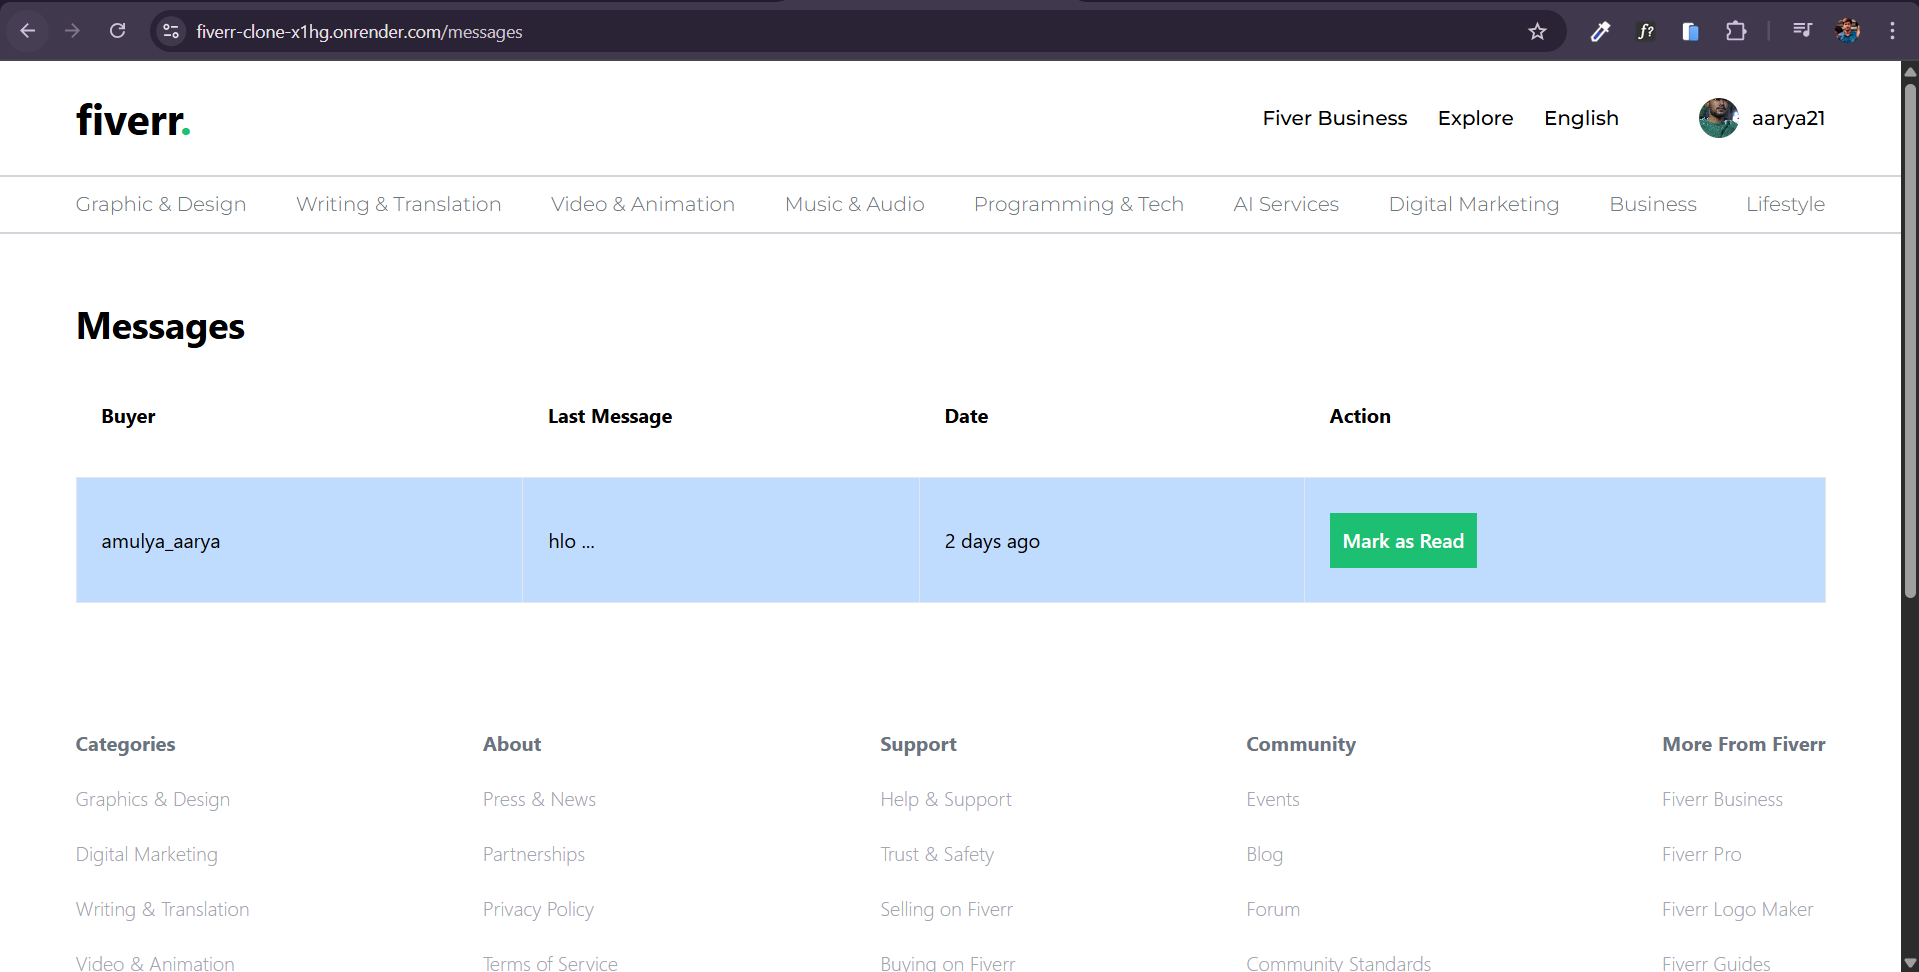 fiverr-clone-x1hg.onrender.com/messages
f?
fiverr.
Fiver Business Explore English aarya21
Graphic & Design Writing & Translation Video & Animation Music & Audio Programming & Tech AI Services Digital Marketing Business Lifestyle
Messages
Buyer Last Message Date Action
amulya_aarya hlo ... 2 days ago Mark as Read
Categories About Support Community More From Fiverr
Graphics & Design Press & News Help & Support Events Fiverr Business
Digital Marketing Partnerships Trust & Safety Blog Fiverr Pro
Writing & Translation Privacy Policy Selling on Fiverr Forum Fiverr Logo Maker
Video & Animation Terms of Service Buying on Fiverr Community Standards Fiverr Guides